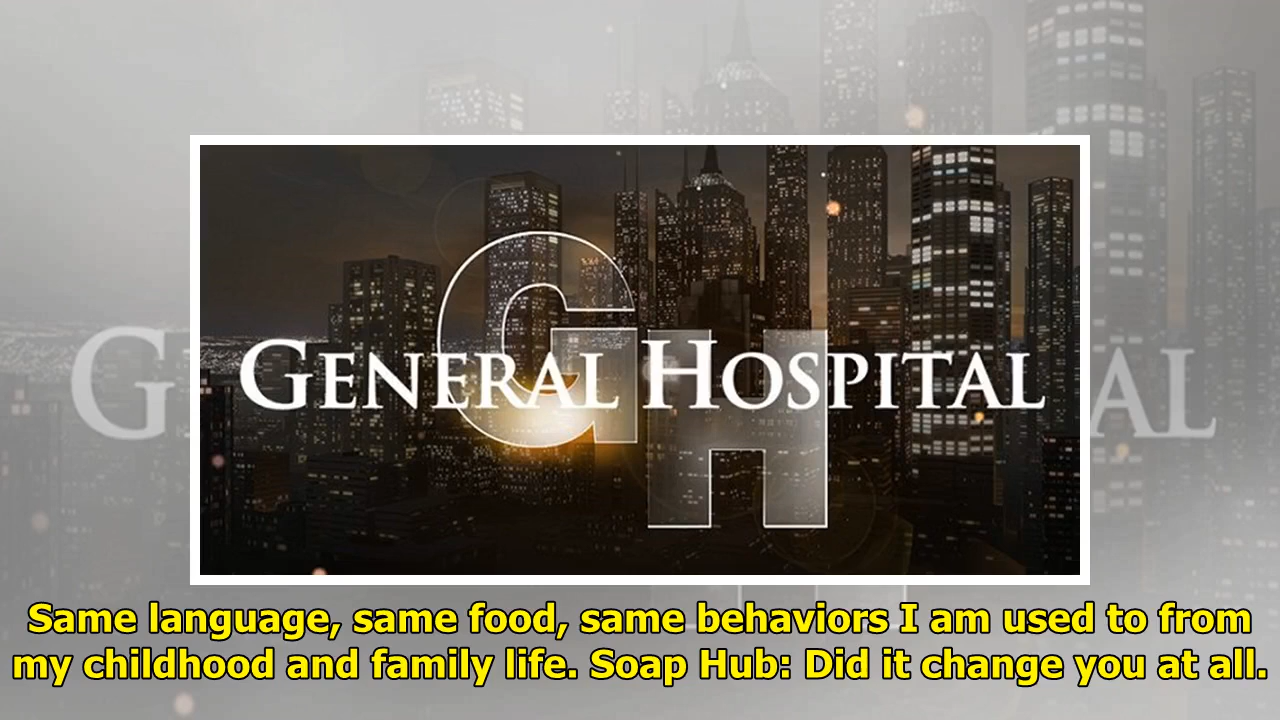 GENERAL HOSPITAL
GH
G
AL
Same language, same food, same behaviors I am used to from
my childhood and family life. Soap Hub: Did it change you at all.